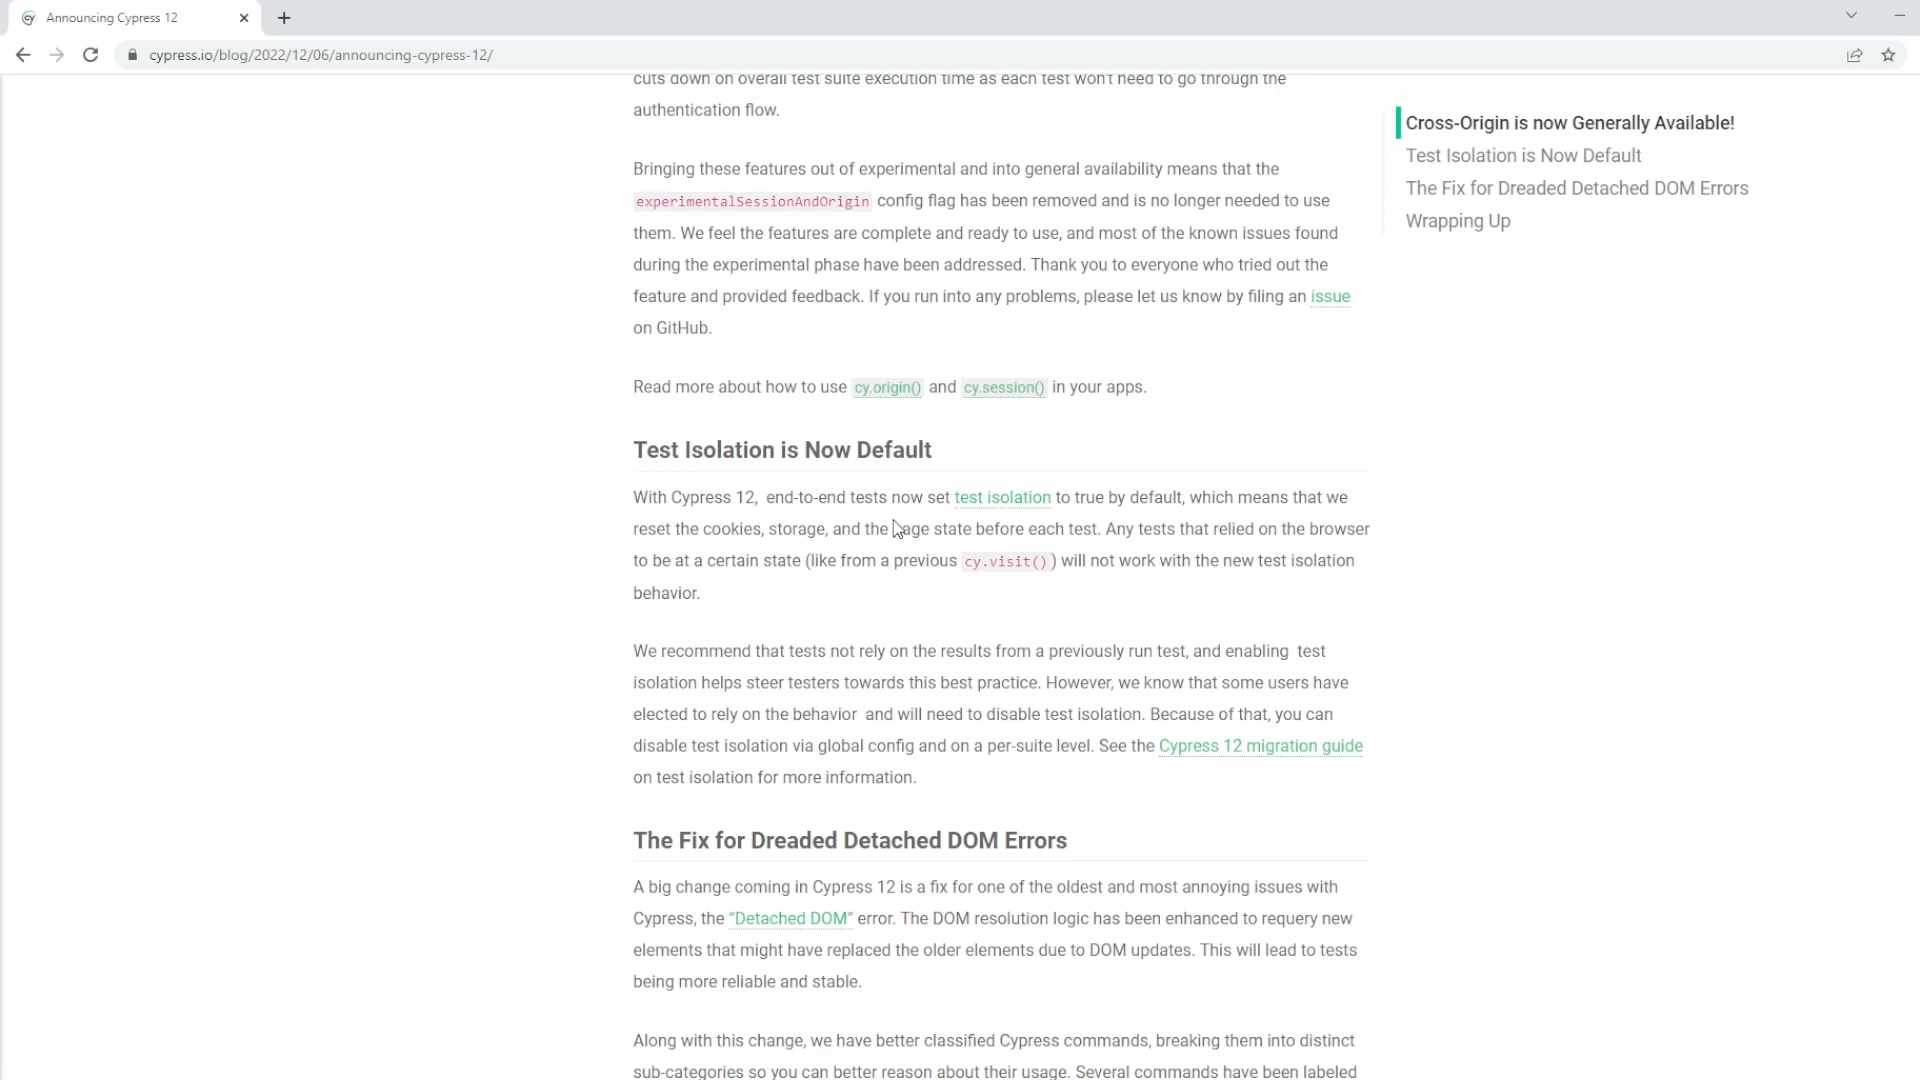 Announcing Cypress 12
cypress.io/blog/2022/12/06/announcing-cypress-12/
cuts down on overall test suite execution time as each test won't need to go through the
authentication flow.
Bringing these features out of experimental and into general availability means that the
experimentalSessionAndOrigin config flag has been removed and is no longer needed to use
them. We feel the features are complete and ready to use, and most of the known issues found
during the experimental phase have been addressed. Thank you to everyone who tried out the
feature and provided feedback. If you run into any problems, please let us know by filing an issue
on GitHub.
Read more about how to use cy.origin() and cy.session() in your apps.
Test Isolation is Now Default
With Cypress 12, end-to-end tests now set test isolation to true by default, which means that we
reset the cookies, storage, and the page state before each test. Any tests that relied on the browser
to be at a certain state (like from a previous cy.visit()) will not work with the new test isolation
behavior.
We recommend that tests not rely on the results from a previously run test, and enabling test
isolation helps steer testers towards this best practice. However, we know that some users have
elected to rely on the behavior and will need to disable test isolation. Because of that, you can
disable test isolation via global config and on a per-suite level. See the Cypress 12 migration guide
on test isolation for more information.
The Fix for Dreaded Detached DOM Errors
A big change coming in Cypress 12 is a fix for one of the oldest and most annoying issues with
Cypress, the “Detached DOM” error. The DOM resolution logic has been enhanced to requery new
elements that might have replaced the older elements due to DOM updates. This will lead to tests
being more reliable and stable.
Along with this change, we have better classified Cypress commands, breaking them into distinct
sub-categories so you can better reason about their usage. Several commands have been labeled
Cross-Origin is now Generally Available!
Test Isolation is Now Default
The Fix for Dreaded Detached DOM Errors
Wrapping Up